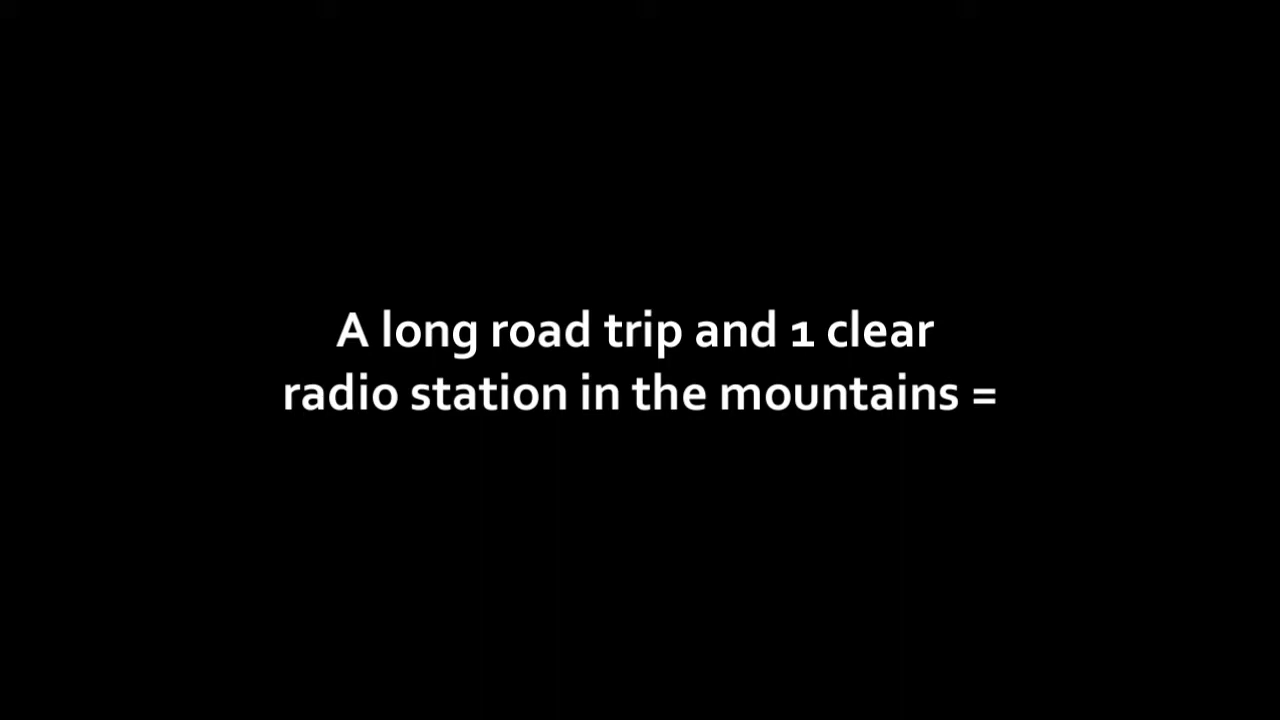 A long road trip and 1 clear
radio station in the mountains =